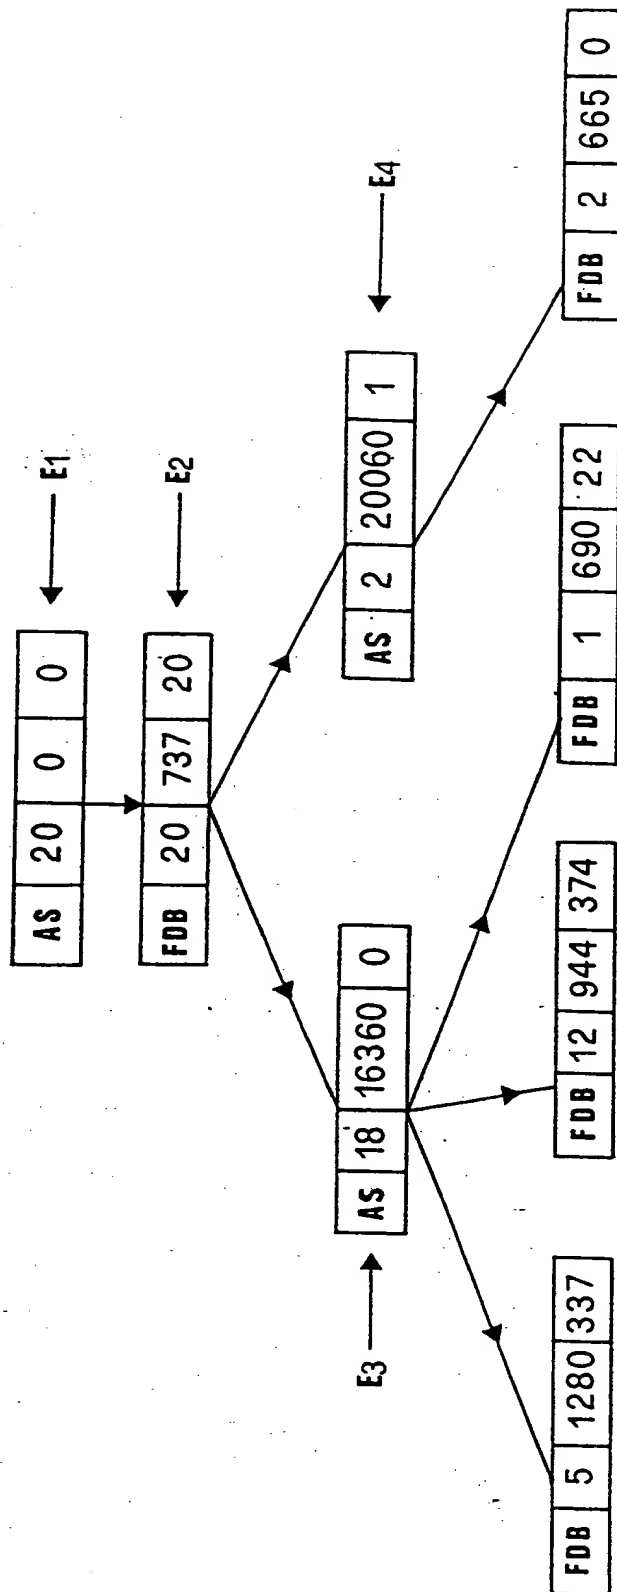 AS 20 0 0 E1
FDB 20 737 20 E2
E3 AS 18 16360 0
AS 2 20060 1 E4
FDB 5 1280 337
FDB 12 944 374
FDB 1 690 22
FDB 2 665 0